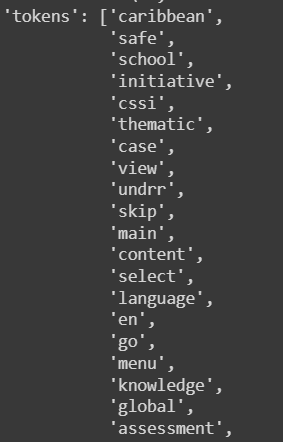 'tokens': ['caribbean',
'safe',
'school',
'initiative',
'cssi',
'thematic',
'case',
'view',
'undrr',
'skip',
'main',
'content',
'select',
'language',
'en',
'go',
'menu',
'knowledge',
'global',
'assessment',